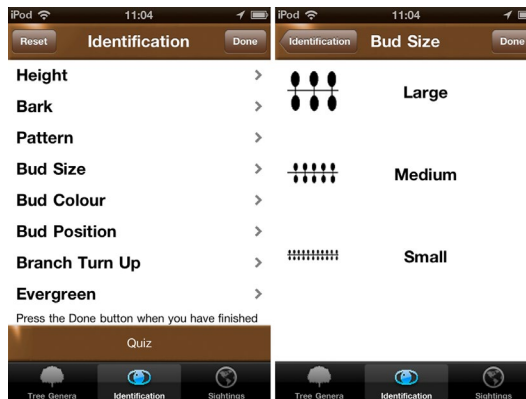 iPod 11:04
Reset Identification Done
Height
Bark
Pattern
Bud Size
Bud Colour
Bud Position
Branch Turn Up
Evergreen
Press the Done button when you have finished
Quiz
Tree Genera Identification Sightings
iPod 11:04
Identification Bud Size Done
Large
Medium
Small
Tree Genera Identification Sightings